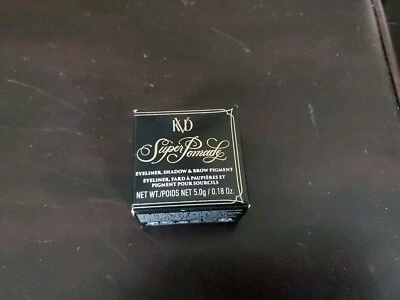 KVD
Super Pomade
EYELINER, SHADOW & BROW PIGMENT
EYELINER, FARD À PAUPIÈRES ET
PIGMENT POUR SOURCILS
NET WT./POIDS NET 5.0g / 0.18 Oz.